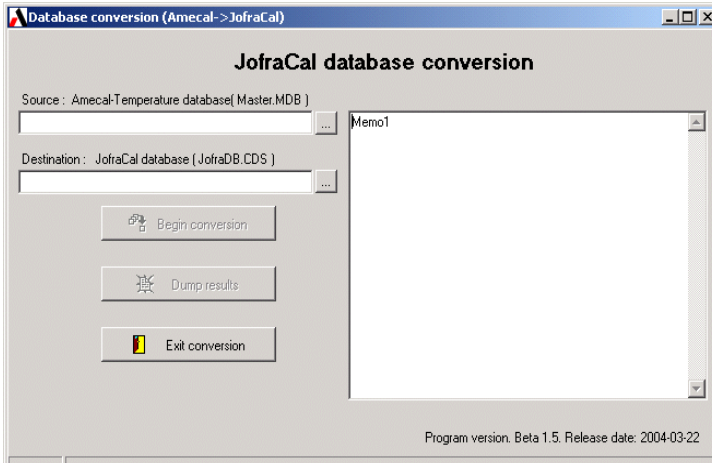 Database conversion (Amecal->JofraCal)
JofraCal database conversion
Source : Amecal-Temperature database( Master.MDB )
...
Destination : JofraCal database ( JofraDB.CDS )
...
Begin conversion
Dump results
Exit conversion
Memo1
Program version. Beta 1.5. Release date: 2004-03-22